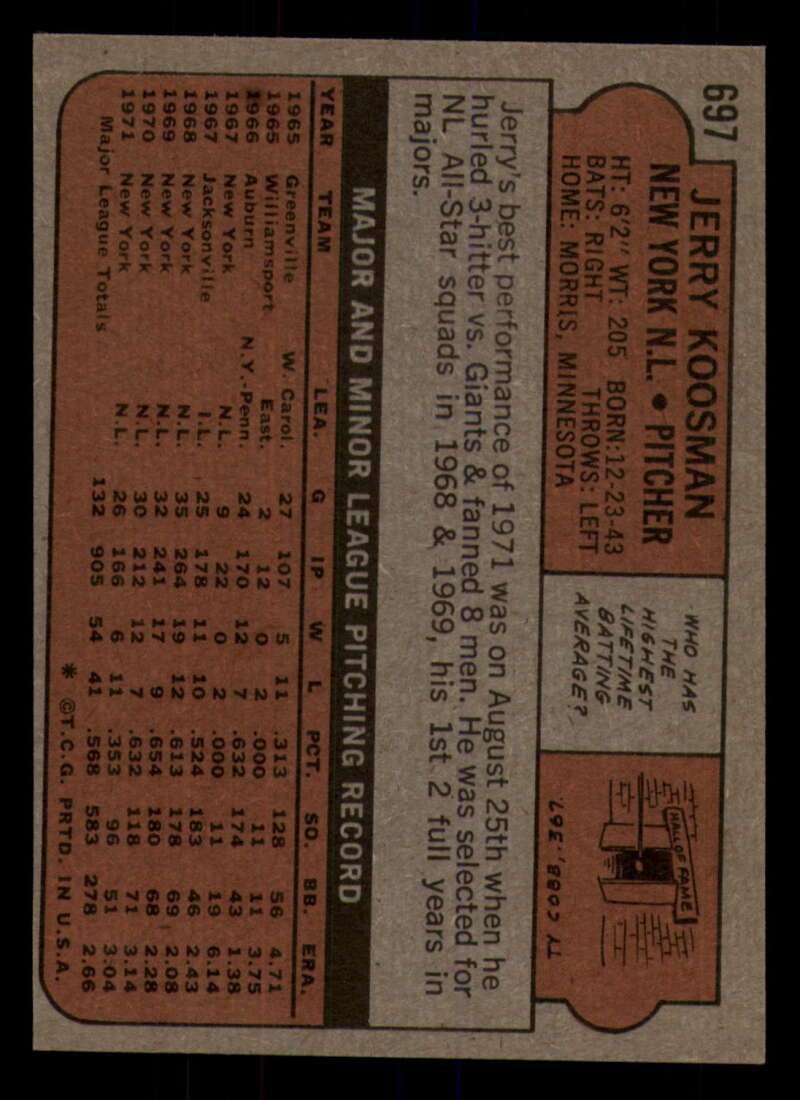 697
JERRY KOOSMAN
NEW YORK N.L. • PITCHER
HT: 6'2" WT: 205 BORN:12-23-43
BATS: RIGHT THROWS: LEFT
HOME: MORRIS, MINNESOTA
WHO HAS
THE
HIGHEST
LIFETIME
BATTING
AVERAGE?
HALL OF FAME
TY COBB, .367.
Jerry's best performance of 1971 was on August 25th when he
hurled 3-hitter vs. Giants & fanned 8 men. He was selected for
NL All-Star squads in 1968 & 1969, his 1st 2 full years in
majors.
MAJOR AND MINOR LEAGUE PITCHING RECORD
YEAR TEAM LEA. G IP W L PCT. SO. BB. ERA.
1965 Greenville W. Carol. 27 107 5 11 .313 128 56 4.71
1965 Williamsport East. 2 12 0 2 .000 11 11 3.75
1966 Auburn N.Y.-Penn. 24 170 12 7 .632 174 43 1.38
1967 New York N.L. 9 22 0 2 .000 11 19 6.14
1967 Jacksonville I.L. 25 178 11 10 .524 183 46 2.43
1968 New York N.L. 35 264 19 12 .613 178 69 2.08
1969 New York N.L. 32 241 17 9 .654 180 68 2.28
1970 New York N.L. 30 212 12 7 .632 118 71 3.14
1971 New York N.L. 26 166 6 11 .353 96 51 3.04
Major League Totals 132 905 54 41 .568 583 278 2.66
* ©T.C.G. PRTD. IN U.S.A.